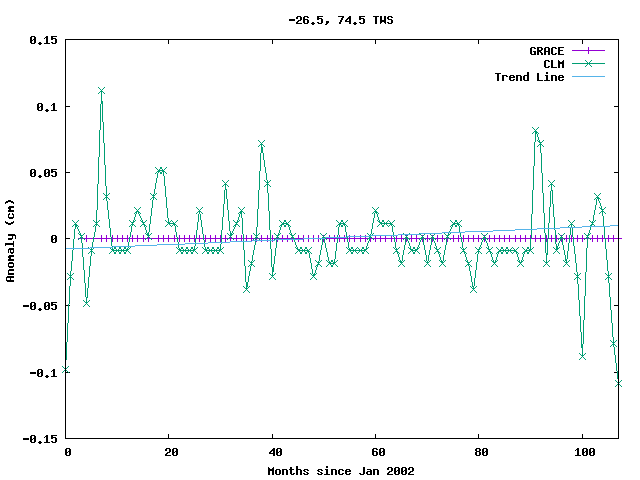 -26.5, 74.5 TWS
GRACE
CLM
Trend Line
0.15
0.1
0.05
0
-0.05
-0.1
-0.15
Anomaly (cm)
0 20 40 60 80 100
Months since Jan 2002